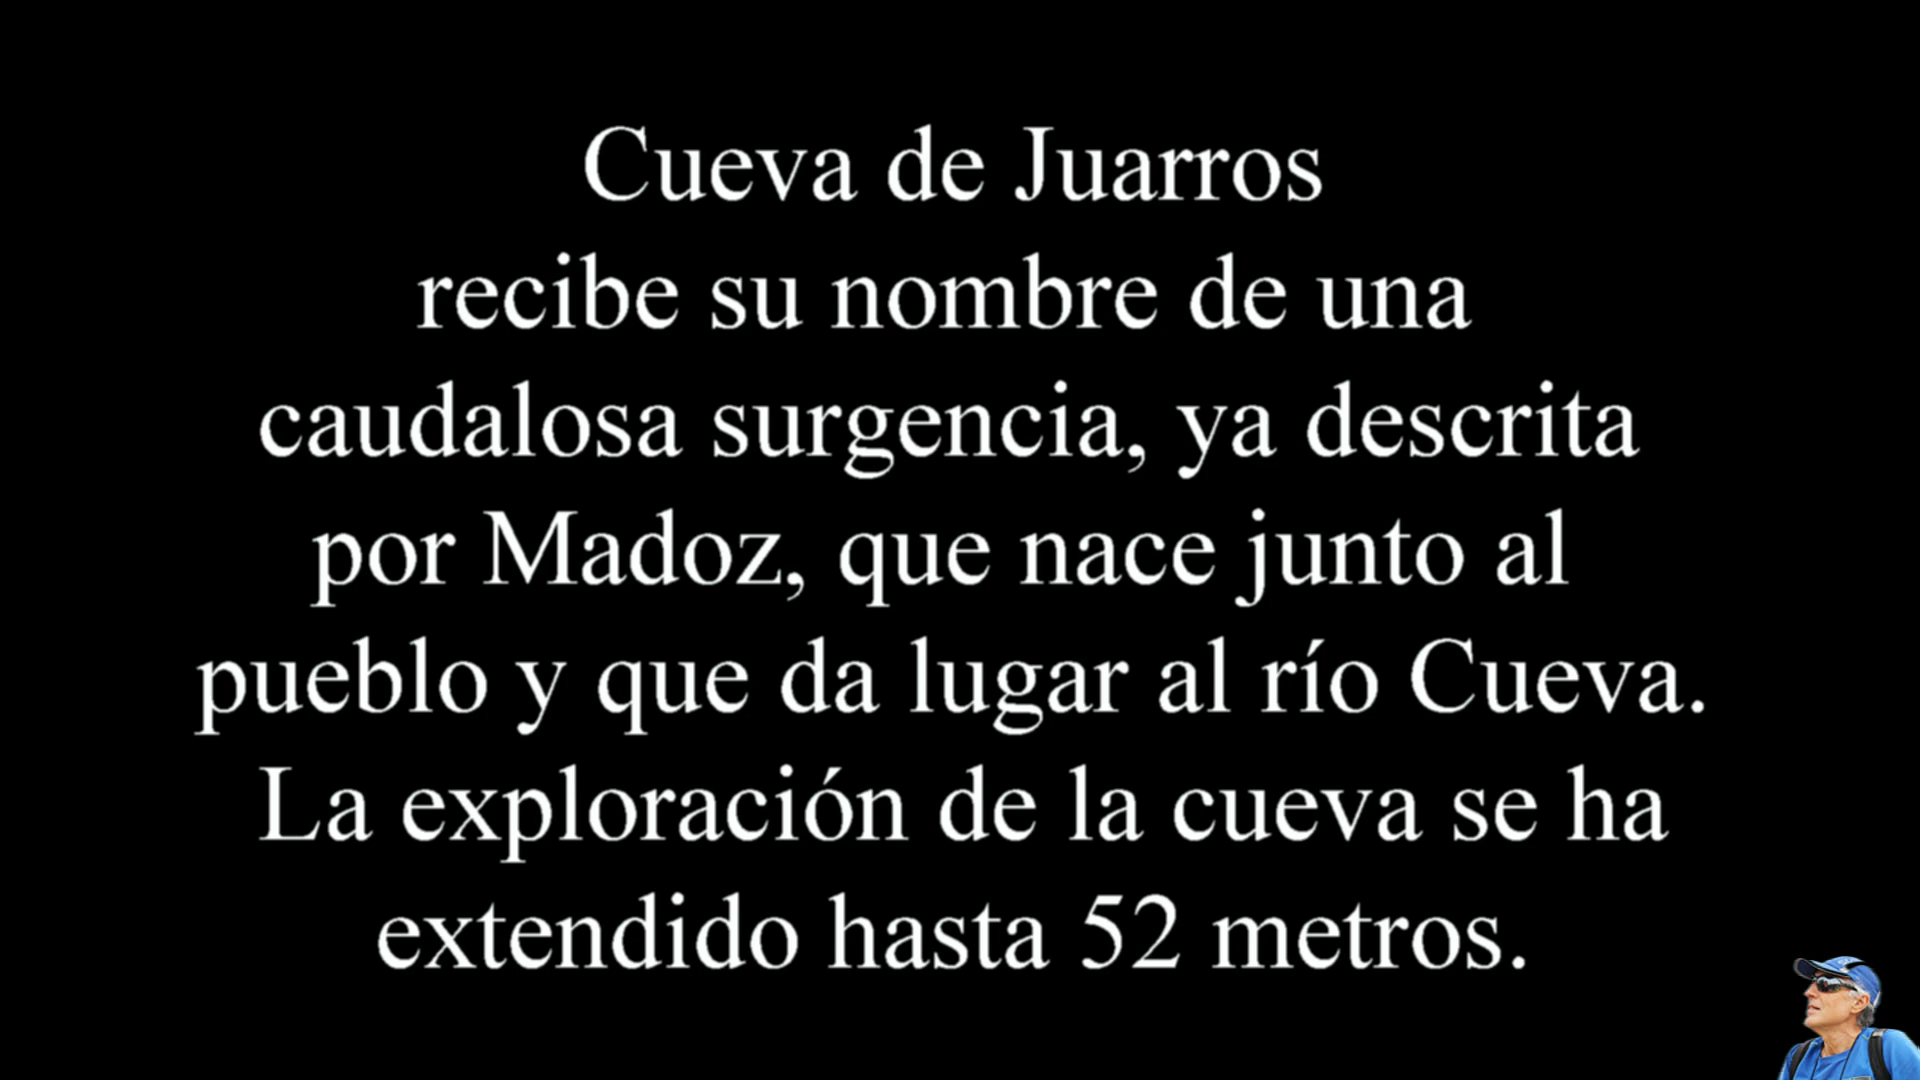 Cueva de Juarros
recibe su nombre de una
caudalosa surgencia, ya descrita
por Madoz, que nace junto al
pueblo y que da lugar al río Cueva.
La exploración de la cueva se ha
extendido hasta 52 metros.